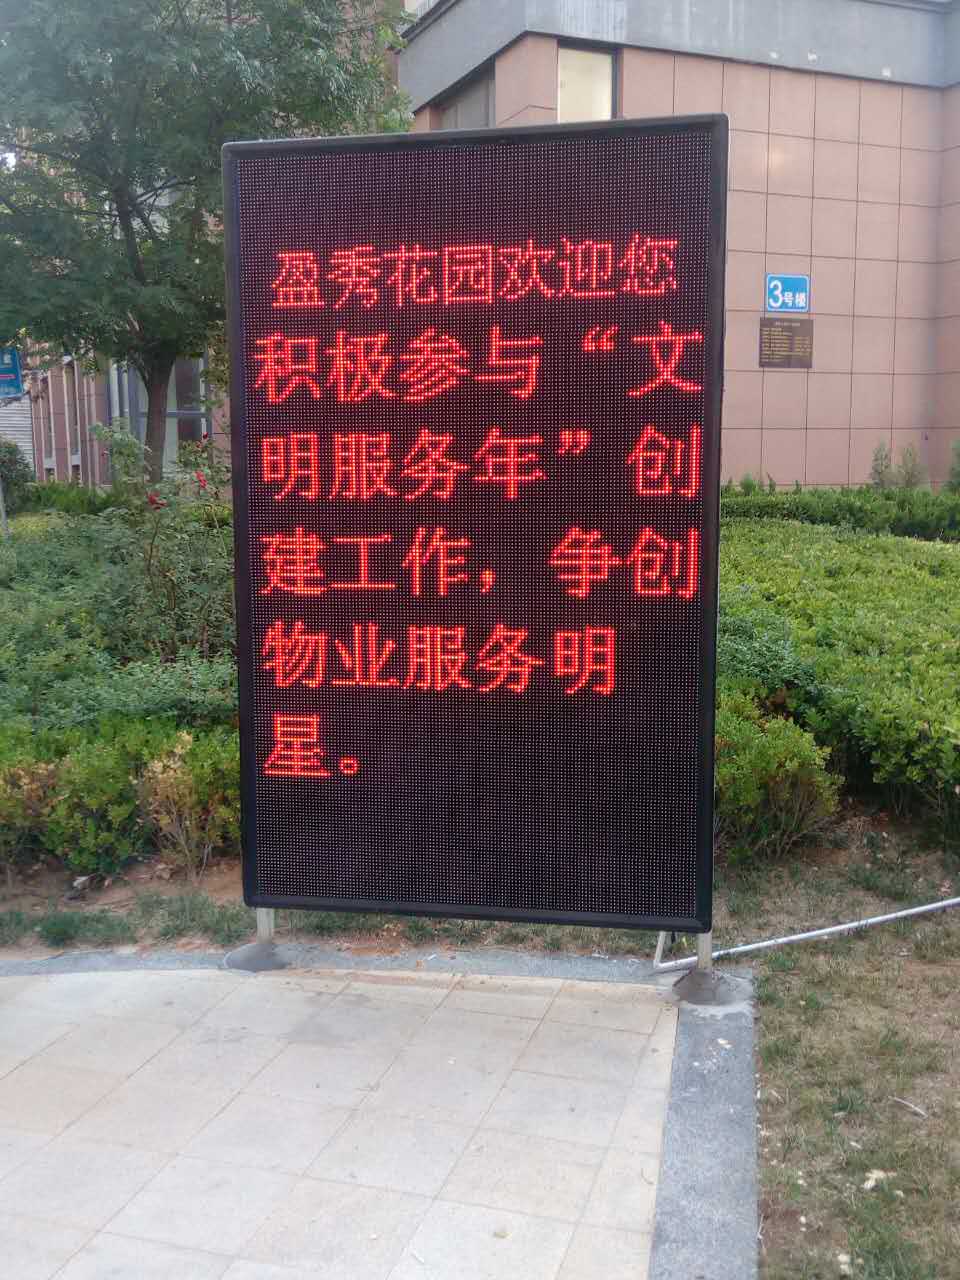 盈秀花园欢迎您
积极参与“文
明服务年”创
建工作，争创
物业服务明
星。
3号楼